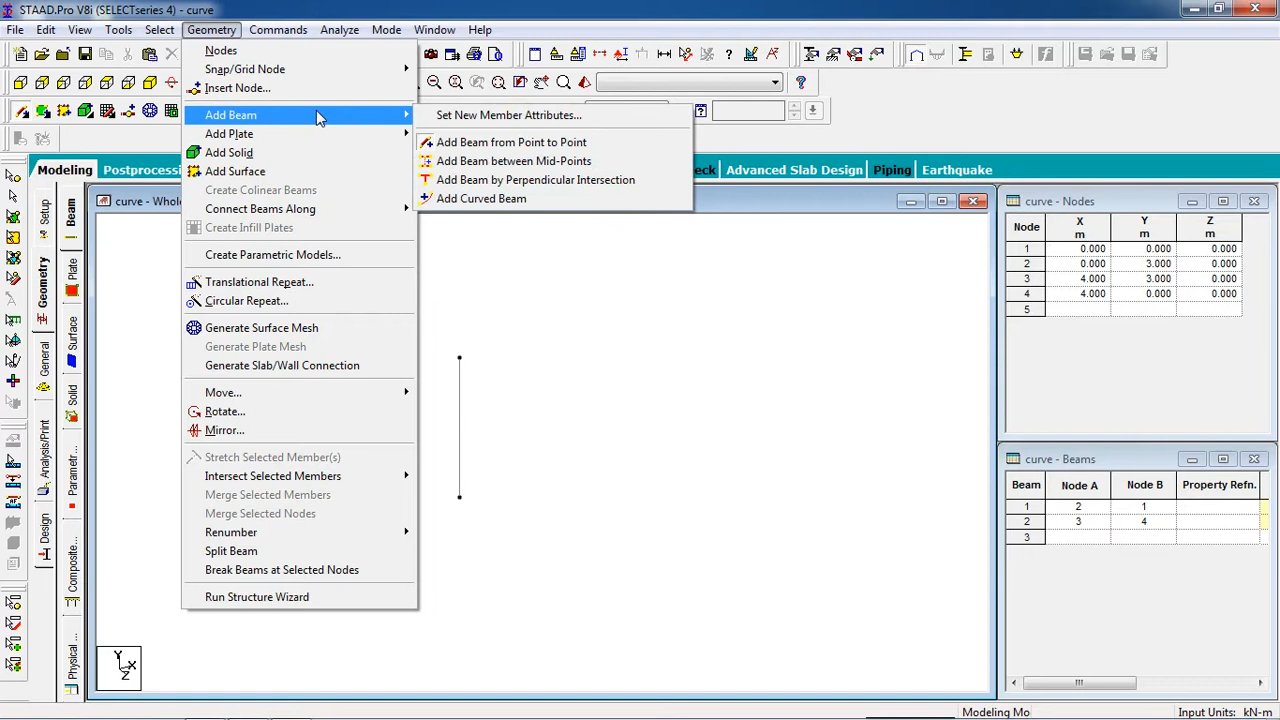 STAAD.Pro V8i (SELECTseries 4) - curve
File Edit View Tools Select Geometry Commands Analyze Mode Window Help
Nodes
Snap/Grid Node
Insert Node...
Add Beam
Add Plate
Add Solid
Add Surface
Create Colinear Beams
Connect Beams Along
Create Infill Plates
Create Parametric Models...
Translational Repeat...
Circular Repeat...
Generate Surface Mesh
Generate Plate Mesh
Generate Slab/Wall Connection
Move...
Rotate...
Mirror...
Stretch Selected Member(s)
Intersect Selected Members
Merge Selected Members
Merge Selected Nodes
Renumber
Split Beam
Break Beams at Selected Nodes
Run Structure Wizard
Set New Member Attributes...
Add Beam from Point to Point
Add Beam between Mid-Points
Add Beam by Perpendicular Intersection
Add Curved Beam
Modeling Postprocess
ck Advanced Slab Design Piping Earthquake
Setup
Geometry
General
Analysis/Print
Design
Beam
Plate
Surface
Solid
Parametr...
Composite...
Physical...
curve - Whole
curve - Nodes
Node X m Y m Z m
1 0.000 0.000 0.000
2 0.000 3.000 0.000
3 4.000 3.000 0.000
4 4.000 0.000 0.000
5
curve - Beams
Beam Node A Node B Property Refn.
1 2 1
2 3 4
3
Y X Z
Modeling Mo Input Units: kN-m